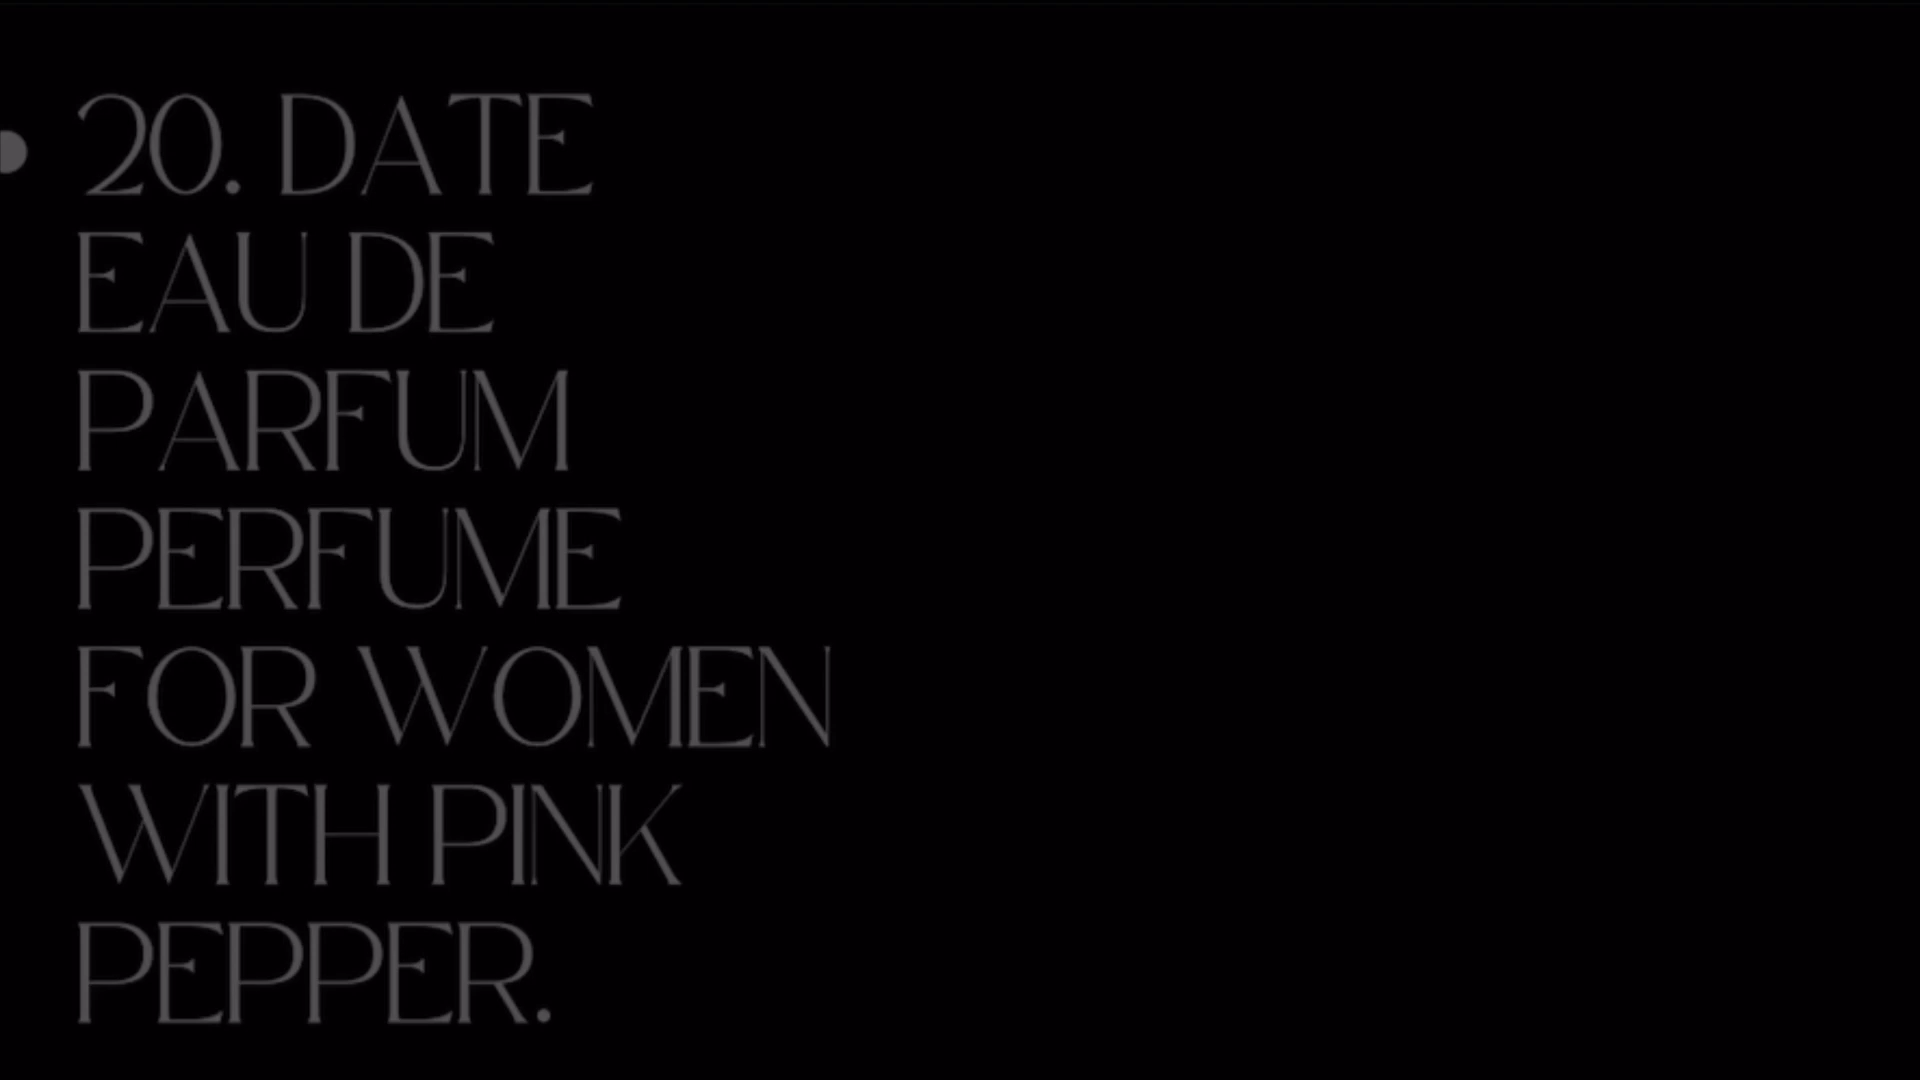 20. DATE
EAU DE
PARFUM
PERFUME
FOR WOMEN
WITH PINK
PEPPER.